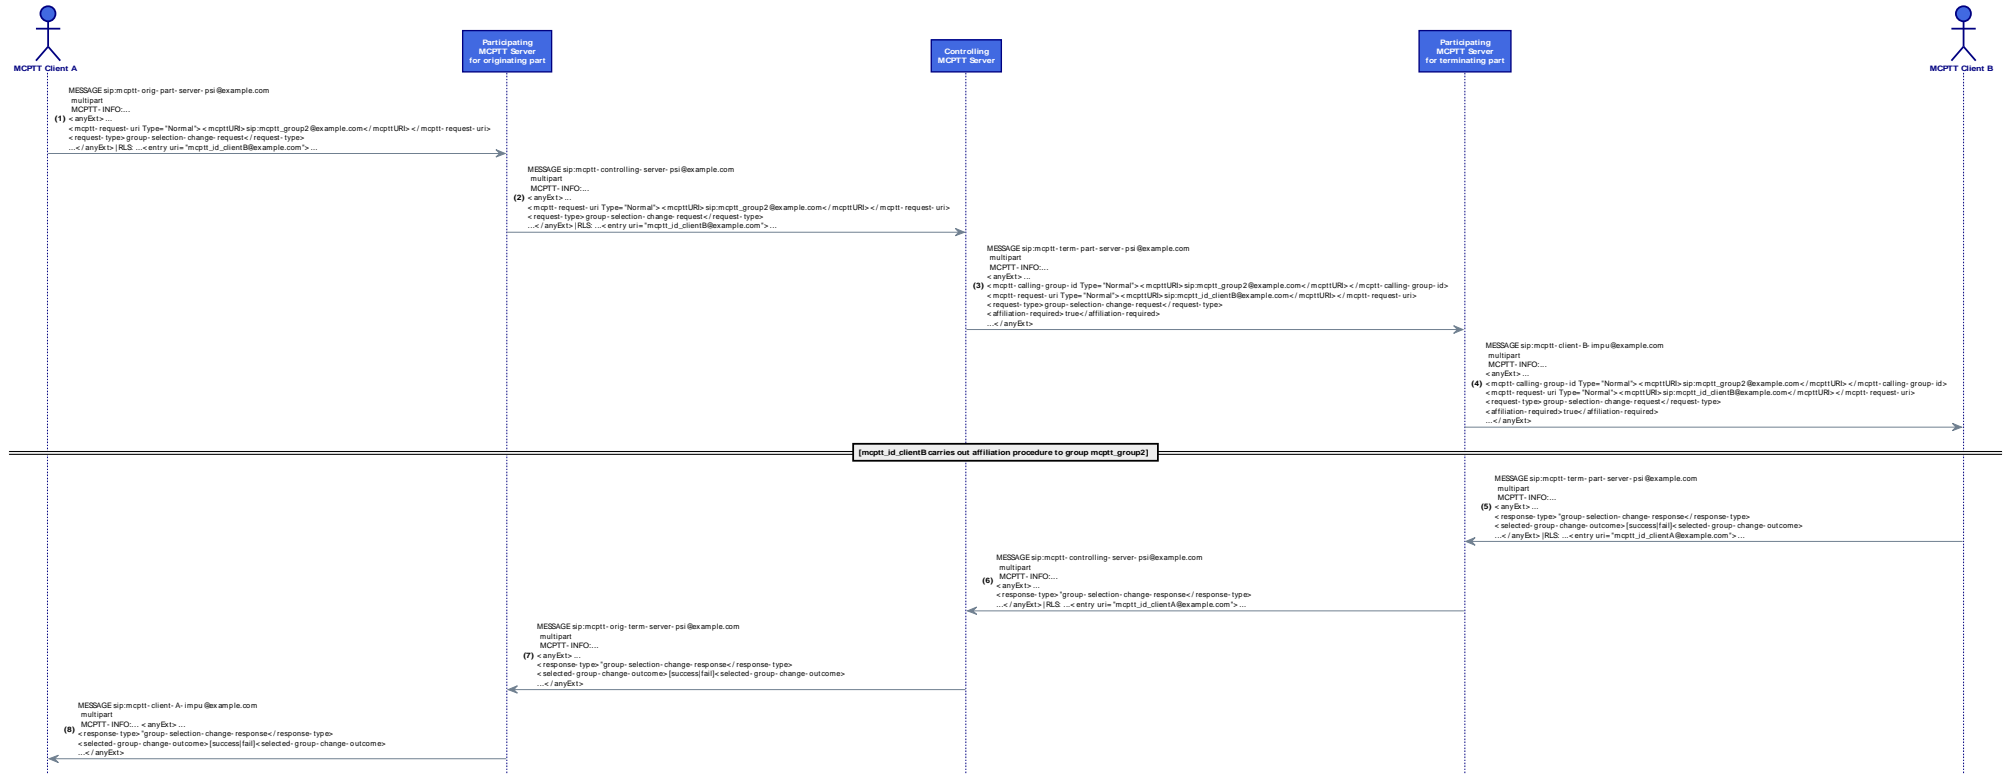 MCPTT Client A
Participating
MCPTT Server
for originating part
Controlling
MCPTT Server
Participating
MCPTT Server
for terminating part
MCPTT Client B
MESSAGE sip:mcptt-orig-part-server-psi@example.com
multipart
MCPTT-INFO:...
(1) <anyExt> ...
<mcptt-request-uri Type="Normal"><mcpttURI>sip:mcptt_group2@example.com</mcpttURI></mcptt-request-uri>
<request-type>group-selection-change-request</request-type>
...</anyExt> |RLS: ...<entry uri="mcptt_id_clientB@example.com"> ...
MESSAGE sip:mcptt-controlling-server-psi@example.com
multipart
MCPTT-INFO:...
(2) <anyExt> ...
<mcptt-request-uri Type="Normal"><mcpttURI>sip:mcptt_group2@example.com</mcpttURI></mcptt-request-uri>
<request-type>group-selection-change-request</request-type>
...</anyExt> |RLS: ...<entry uri="mcptt_id_clientB@example.com"> ...
MESSAGE sip:mcptt-term-part-server-psi@example.com
multipart
MCPTT-INFO:...
<anyExt> ...
(3) <mcptt-calling-group-id Type="Normal"><mcpttURI>sip:mcptt_group2@example.com</mcpttURI></mcptt-calling-group-id>
<mcptt-request-uri Type="Normal"><mcpttURI>sip:mcptt_id_clientB@example.com</mcpttURI></mcptt-request-uri>
<request-type>group-selection-change-request</request-type>
<affiliation-required>true</affiliation-required>
...</anyExt>
MESSAGE sip:mcptt-client-B-impu@example.com
multipart
MCPTT-INFO:...
<anyExt> ...
(4) <mcptt-calling-group-id Type="Normal"><mcpttURI>sip:mcptt_group2@example.com</mcpttURI></mcptt-calling-group-id>
<mcptt-request-uri Type="Normal"><mcpttURI>sip:mcptt_id_clientB@example.com</mcpttURI></mcptt-request-uri>
<request-type>group-selection-change-request</request-type>
<affiliation-required>true</affiliation-required>
...</anyExt>
[mcptt_id_clientB carries out affiliation procedure to group mcptt_group2]
MESSAGE sip:mcptt-term-part-server-psi@example.com
multipart
MCPTT-INFO:...
(5) <anyExt> ...
<response-type>"group-selection-change-response</response-type>
<selected-group-change-outcome>[success|fail]<selected-group-change-outcome>
...</anyExt> |RLS: ...<entry uri="mcptt_id_clientA@example.com"> ...
MESSAGE sip:mcptt-controlling-server-psi@example.com
multipart
MCPTT-INFO:...
(6) <anyExt> ...
<response-type>"group-selection-change-response</response-type>
...</anyExt> |RLS: ...<entry uri="mcptt_id_clientA@example.com"> ...
MESSAGE sip:mcptt-orig-term-server-psi@example.com
multipart
MCPTT-INFO:...
(7) <anyExt> ...
<response-type>"group-selection-change-response</response-type>
<selected-group-change-outcome>[success|fail]<selected-group-change-outcome>
...</anyExt>
MESSAGE sip:mcptt-client-A-impu@example.com
multipart
MCPTT-INFO:... <anyExt> ...
(8) <response-type>"group-selection-change-response</response-type>
<selected-group-change-outcome>[success|fail]<selected-group-change-outcome>
...</anyExt>